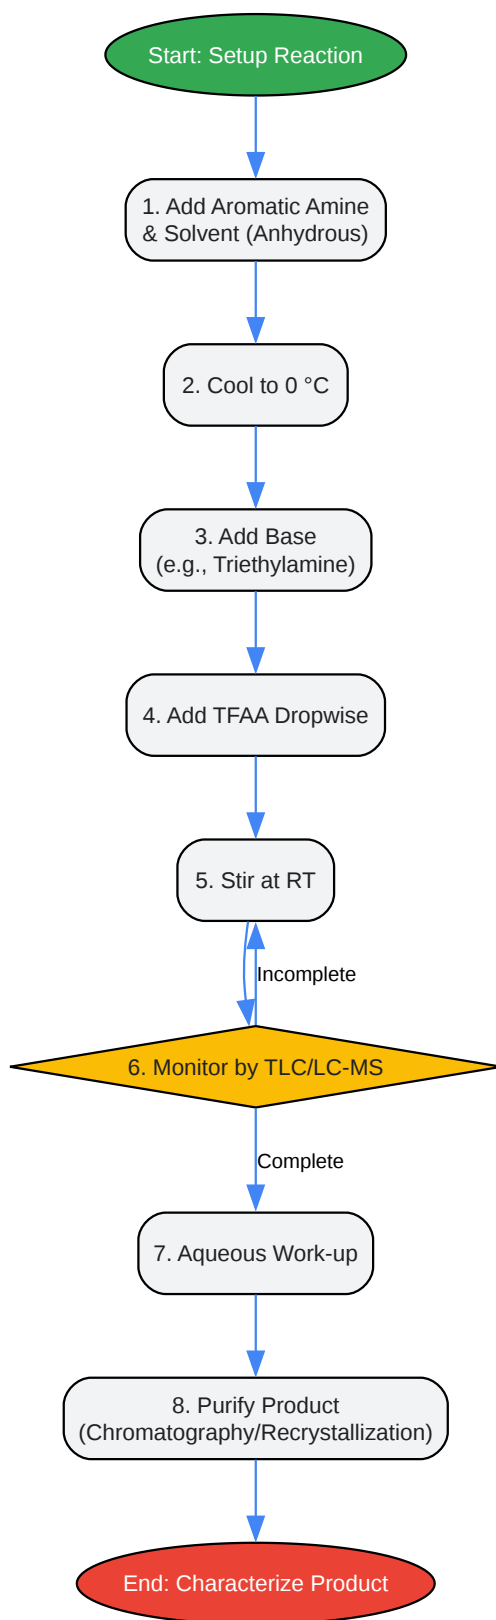 Start: Setup Reaction
1. Add Aromatic Amine
& Solvent (Anhydrous)
2. Cool to 0 °C
3. Add Base
(e.g., Triethylamine)
4. Add TFAA Dropwise
5. Stir at RT
Incomplete
6. Monitor by TLC/LC-MS
Complete
7. Aqueous Work-up
8. Purify Product
(Chromatography/Recrystallization)
End: Characterize Product